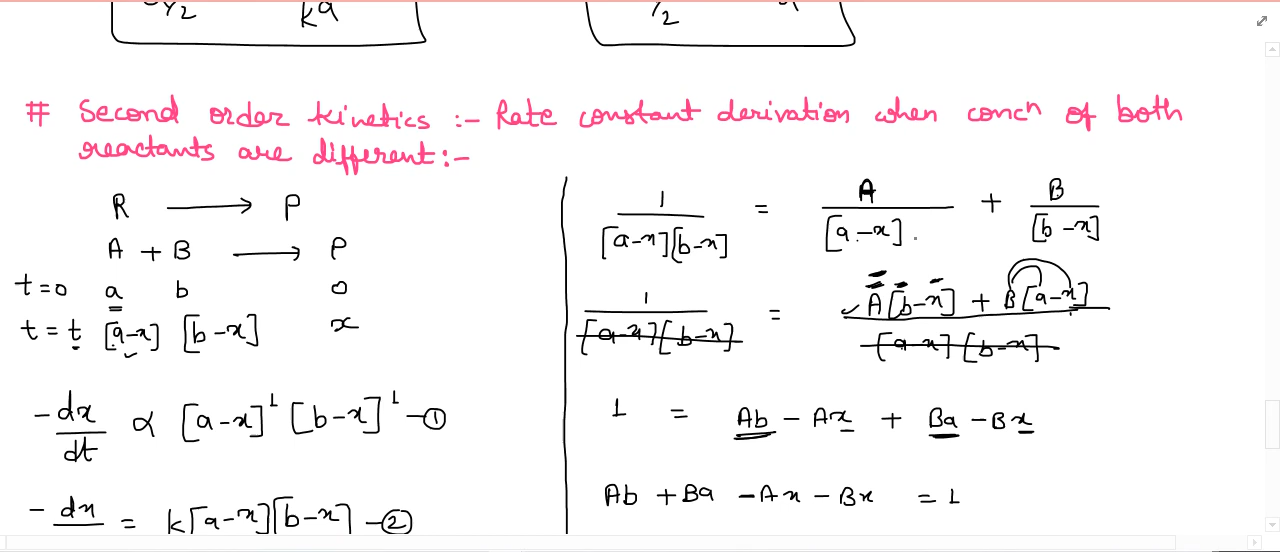 k a
# Second order kinetics :- Rate constant derivation when concn of both
reactants are different :-
R ⟶ P
A + B ⟶ P
t=0 a b 0
t = t [a-x] [b-x] x
-dx/dt ∝ [a-x]¹ [b-x]¹ -①
-dx = k[a-x][b-x] -②
1/[a-x][b-x] = A/[a-x] + B/[b-x]
1/[a-x][b-x] = A[b-x] + B[a-x]/[a-x][b-x]
1 = Ab - Ax + Ba - Bx
Ab + Ba - Ax - Bx = 1